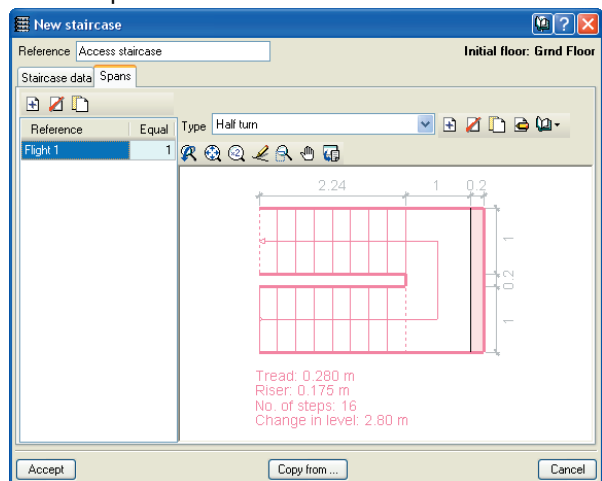 New staircase
Reference Access staircase Initial floor: Grnd Floor
Staircase data Spans
Reference Equal Type Half turn
Flight 1 1
2.24 1 0.2
1
0.2
1
Tread: 0.280 m
Riser: 0.175 m
No. of steps: 16
Change in level: 2.80 m
Accept Copy from ... Cancel